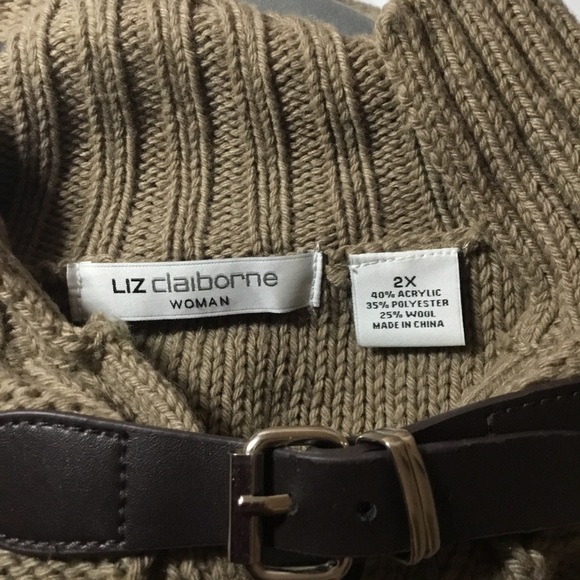 LIZ claiborne
WOMAN
2X
40% ACRYLIC
35% POLYESTER
25% WOOL
MADE IN CHINA